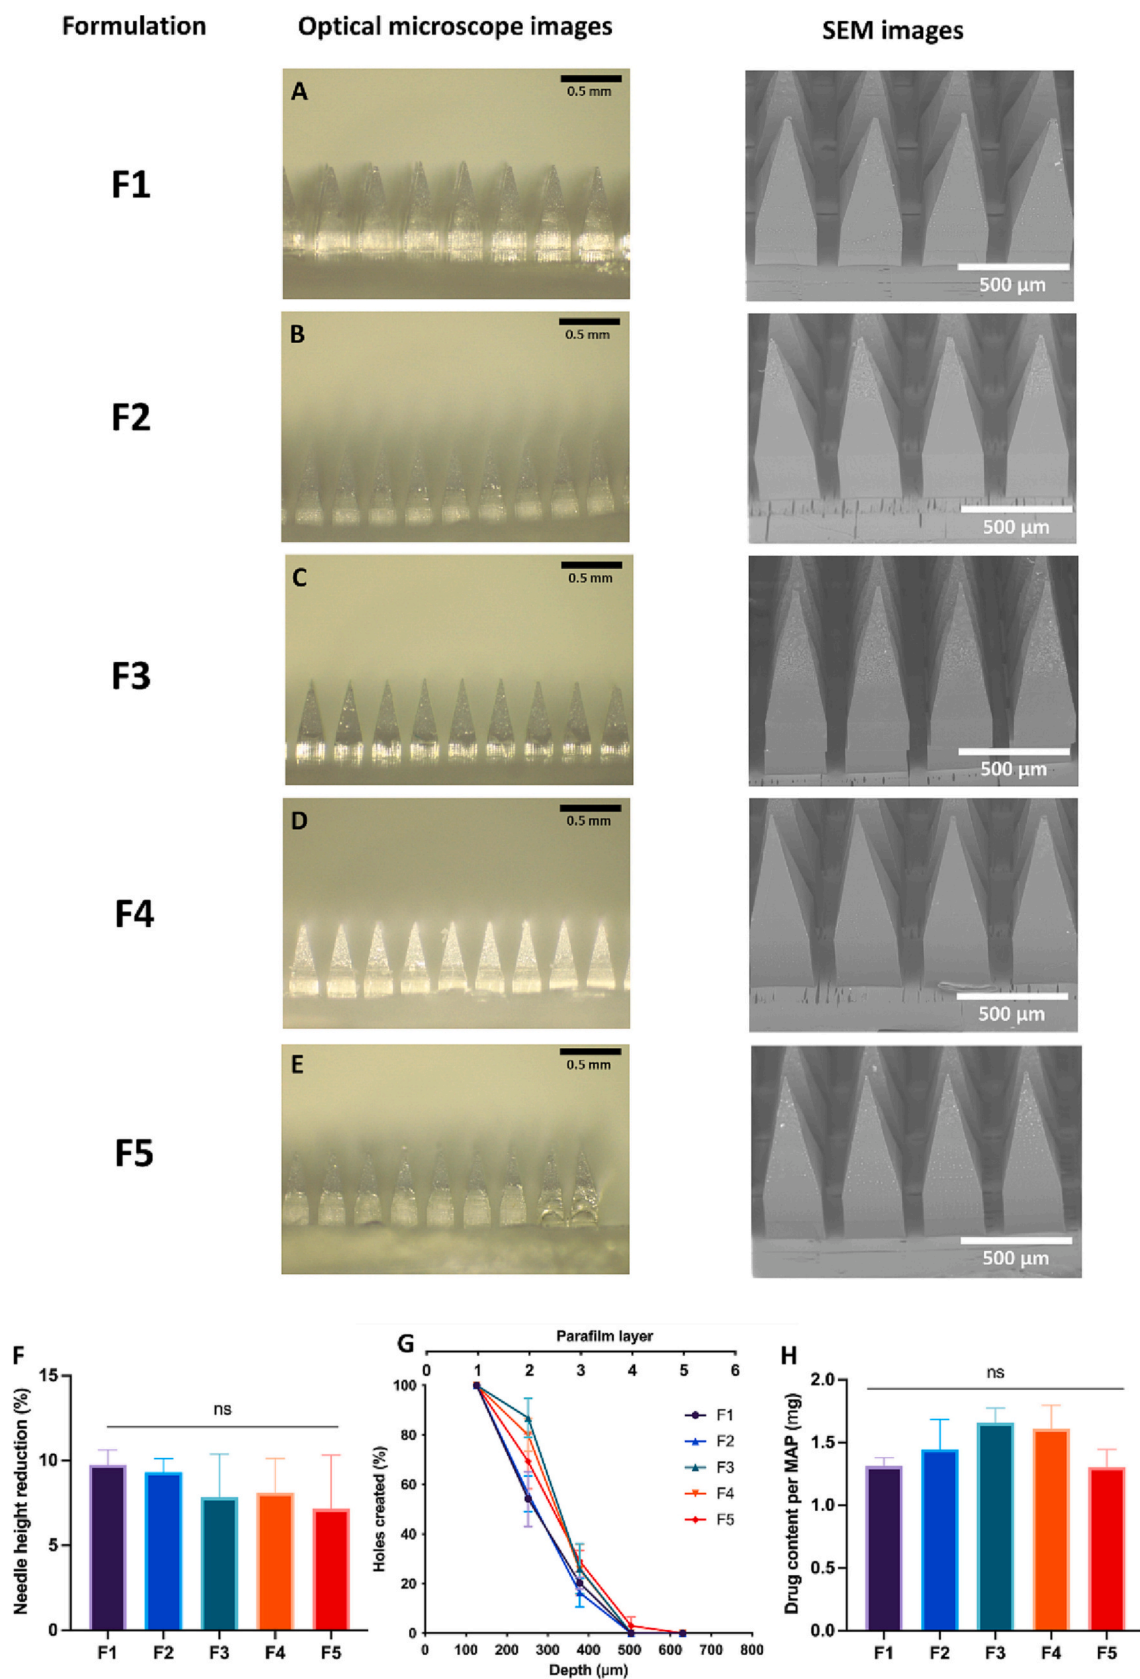 Formulation Optical microscope images SEM images
F1
A
0.5 mm
500 µm
F2
B
0.5 mm
500 µm
F3
C
0.5 mm
500 µm
F4
D
0.5 mm
500 µm
F5
E
0.5 mm
500 µm
F
Needle height reduction (%)
15
10
5
0
ns
F1 F2 F3 F4 F5
G
Parafilm layer
0 1 2 3 4 5 6
Holes created (%)
100
80
60
40
20
0
F1
F2
F3
F4
F5
0 100 200 300 400 500 600 700 800
Depth (µm)
H
Drug content per MAP (mg)
2.0
1.5
1.0
0.5
0.0
ns
F1 F2 F3 F4 F5